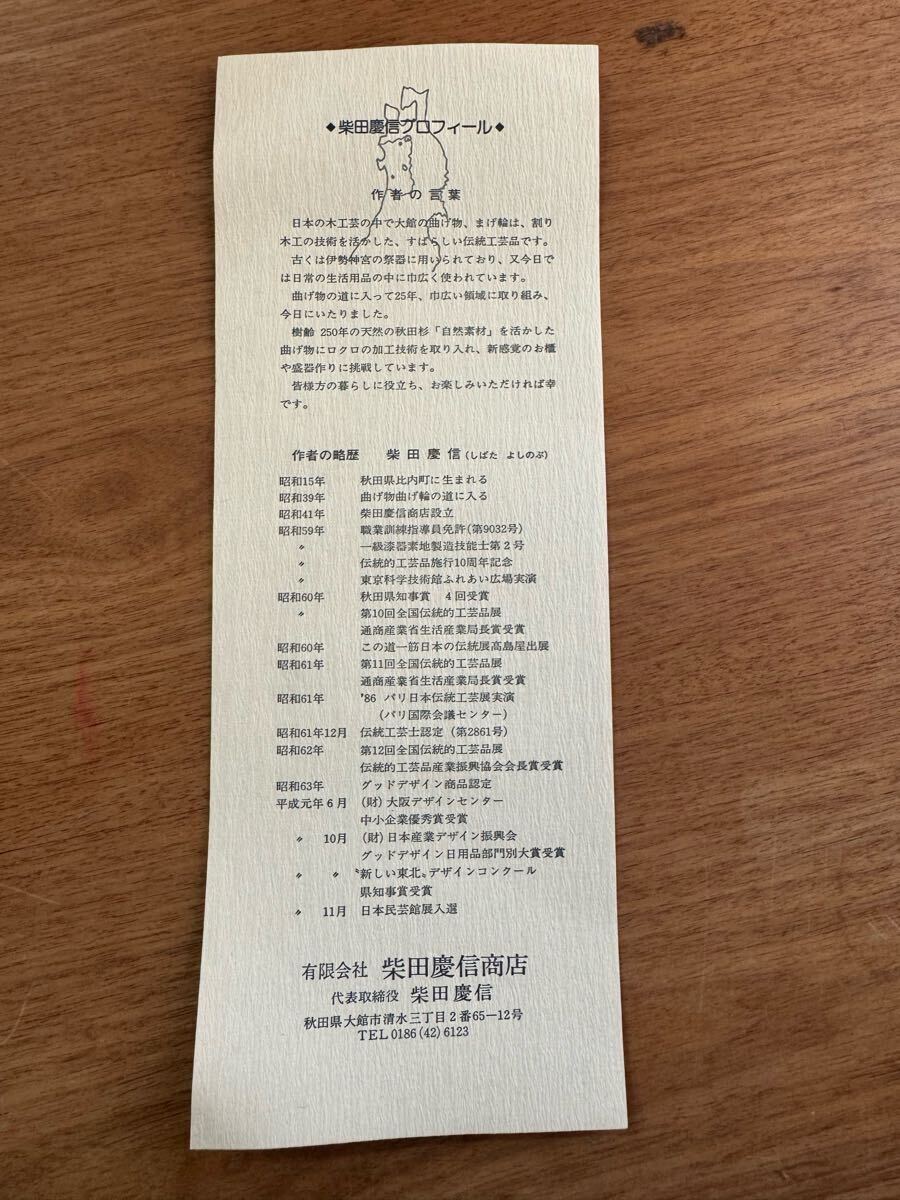 ◆柴田慶信プロフィール◆
作者の言葉
日本の木工芸の中で大館の曲げ物、まげ輪は、割り
木工の技術を活かした、すばらしい伝統工芸品です。
古くは伊勢神宮の祭器に用いられており、又今日で
は日常の生活用品の中に巾広く使われています。
曲げ物の道に入って25年、巾広い領域に取り組み、
今日にいたりました。
樹齢 250年の天然の秋田杉「自然素材」を活かした
曲げ物にロクロの加工技術を取り入れ、新感覚のお櫃
や盛器作りに挑戦しています。
皆様方の暮らしに役立ち、お楽しみいただければ幸
です。
作者の略歴 柴田慶信(しばた よしのぶ)
昭和15年 秋田県比内町に生まれる
昭和39年 曲げ物曲げ輪の道に入る
昭和41年 柴田慶信商店設立
昭和59年 職業訓練指導員免許(第9032号)
〃 一級漆器素地製造技能士第2号
〃 伝統的工芸品施行10周年記念
〃 東京科学技術館ふれあい広場実演
昭和60年 秋田県知事賞 4回受賞
〃 第10回全国伝統的工芸品展
通商産業省生活産業局長賞受賞
昭和60年 この道一筋日本の伝統展髙島屋出展
昭和61年 第11回全国伝統的工芸品展
通商産業省生活産業局長賞受賞
昭和61年 '86 パリ日本伝統工芸展実演
(パリ国際会議センター)
昭和61年12月 伝統工芸士認定(第2861号)
昭和62年 第12回全国伝統的工芸品展
伝統的工芸品産業振興協会会長賞受賞
昭和63年 グッドデザイン商品認定
平成元年6月 (財)大阪デザインセンター
中小企業優秀賞受賞
〃 10月 (財)日本産業デザイン振興会
グッドデザイン日用品部門別大賞受賞
〃 〃 〝新しい東北〟デザインコンクール
県知事賞受賞
〃 11月 日本民芸館展入選
有限会社 柴田慶信商店
代表取締役 柴田慶信
秋田県大館市清水三丁目2番65-12号
TEL0186(42)6123